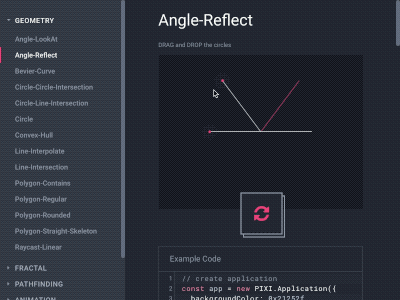 GEOMETRY
Angle-LookAt
Angle-Reflect
Bevier-Curve
Circle-Circle-Intersection
Circle-Line-Intersection
Circle
Convex-Hull
Line-Interpolate
Line-Intersection
Polygon-Contains
Polygon-Regular
Polygon-Rounded
Polygon-Straight-Skeleton
Raycast-Linear
FRACTAL
PATHFINDING
ANIMATION
Angle-Reflect
DRAG and DROP the circles
Example Code
1 // create application
2 const app = new PIXI.Application({
3 backgroundColor: 0x21252f,